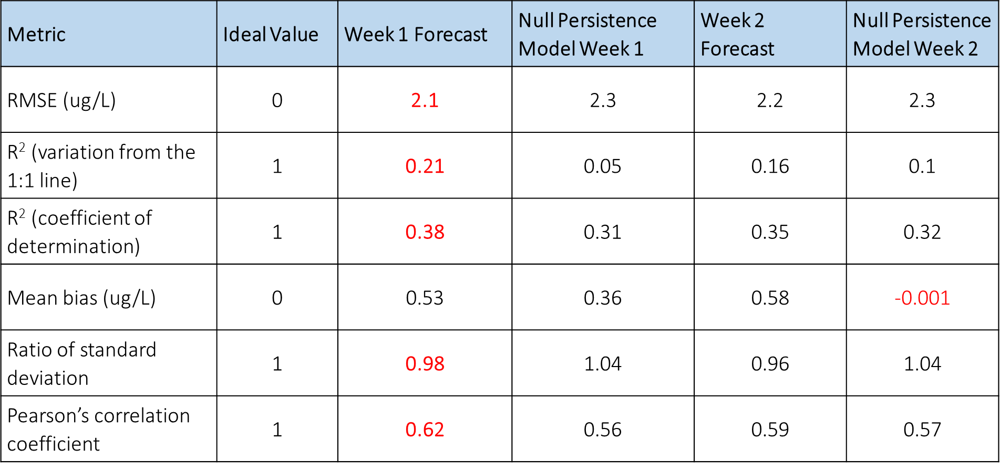 Metric Ideal Value Week 1 Forecast Null Persistence Model Week 1 Week 2 Forecast Null Persistence Model Week 2
RMSE (ug/L) 0 2.1 2.3 2.2 2.3
R² (variation from the 1:1 line) 1 0.21 0.05 0.16 0.1
R² (coefficient of determination) 1 0.38 0.31 0.35 0.32
Mean bias (ug/L) 0 0.53 0.36 0.58 -0.001
Ratio of standard deviation 1 0.98 1.04 0.96 1.04
Pearson’s correlation coefficient 1 0.62 0.56 0.59 0.57